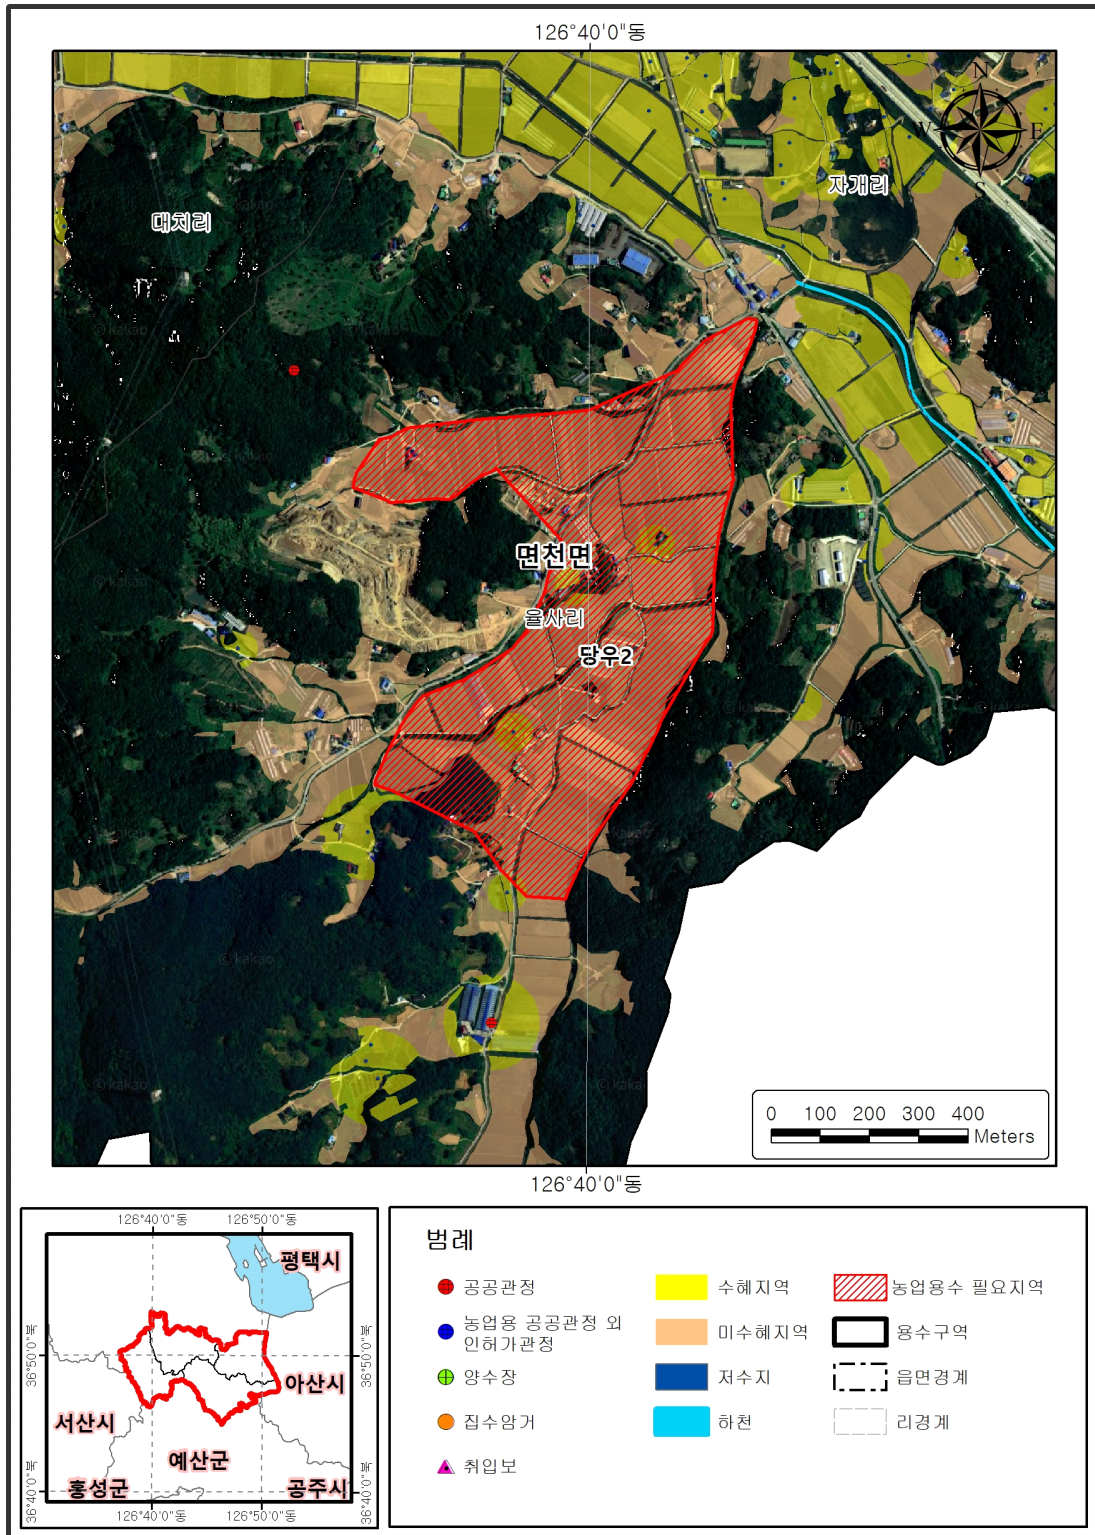 126°40'0"동
N
W E
S
자개리
대치리
© kakao
© kakao
© kakao
© kakao
© kakao
© kakao
면천면
율사리
당우2
0 100 200 300 400
Meters
126°40'0"동
126°40'0"동 126°50'0"동
평택시
36°50'0"북
36°50'0"북
아산시
서산시
예산군
홍성군
공주시
36°40'0"북
36°40'0"북
126°40'0"동 126°50'0"동
범례
공공관정
농업용 공공관정 외
인허가관정
양수장
집수암거
취입보
수혜지역
미수혜지역
저수지
하천
농업용수 필요지역
용수구역
읍면경계
리경계